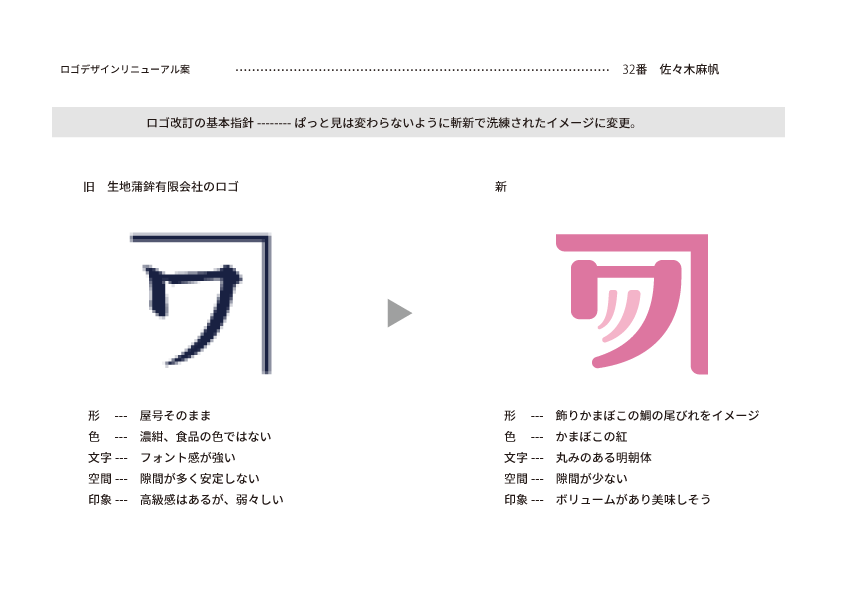 ロゴデザインリニューアル案 ………………………………………………………………… 32番　佐々木麻帆
ロゴ改訂の基本指針 -------- ぱっと見は変わらないように斬新で洗練されたイメージに変更。
旧　生地蒲鉾有限会社のロゴ
ワ
形　--- 屋号そのまま
色　--- 濃紺、食品の色ではない
文字 --- フォント感が強い
空間 --- 隙間が多く安定しない
印象 --- 高級感はあるが、弱々しい
新
ワ
形　--- 飾りかまぼこの鯛の尾びれをイメージ
色　--- かまぼこの紅
文字 --- 丸みのある明朝体
空間 --- 隙間が少ない
印象 --- ボリュームがあり美味しそう